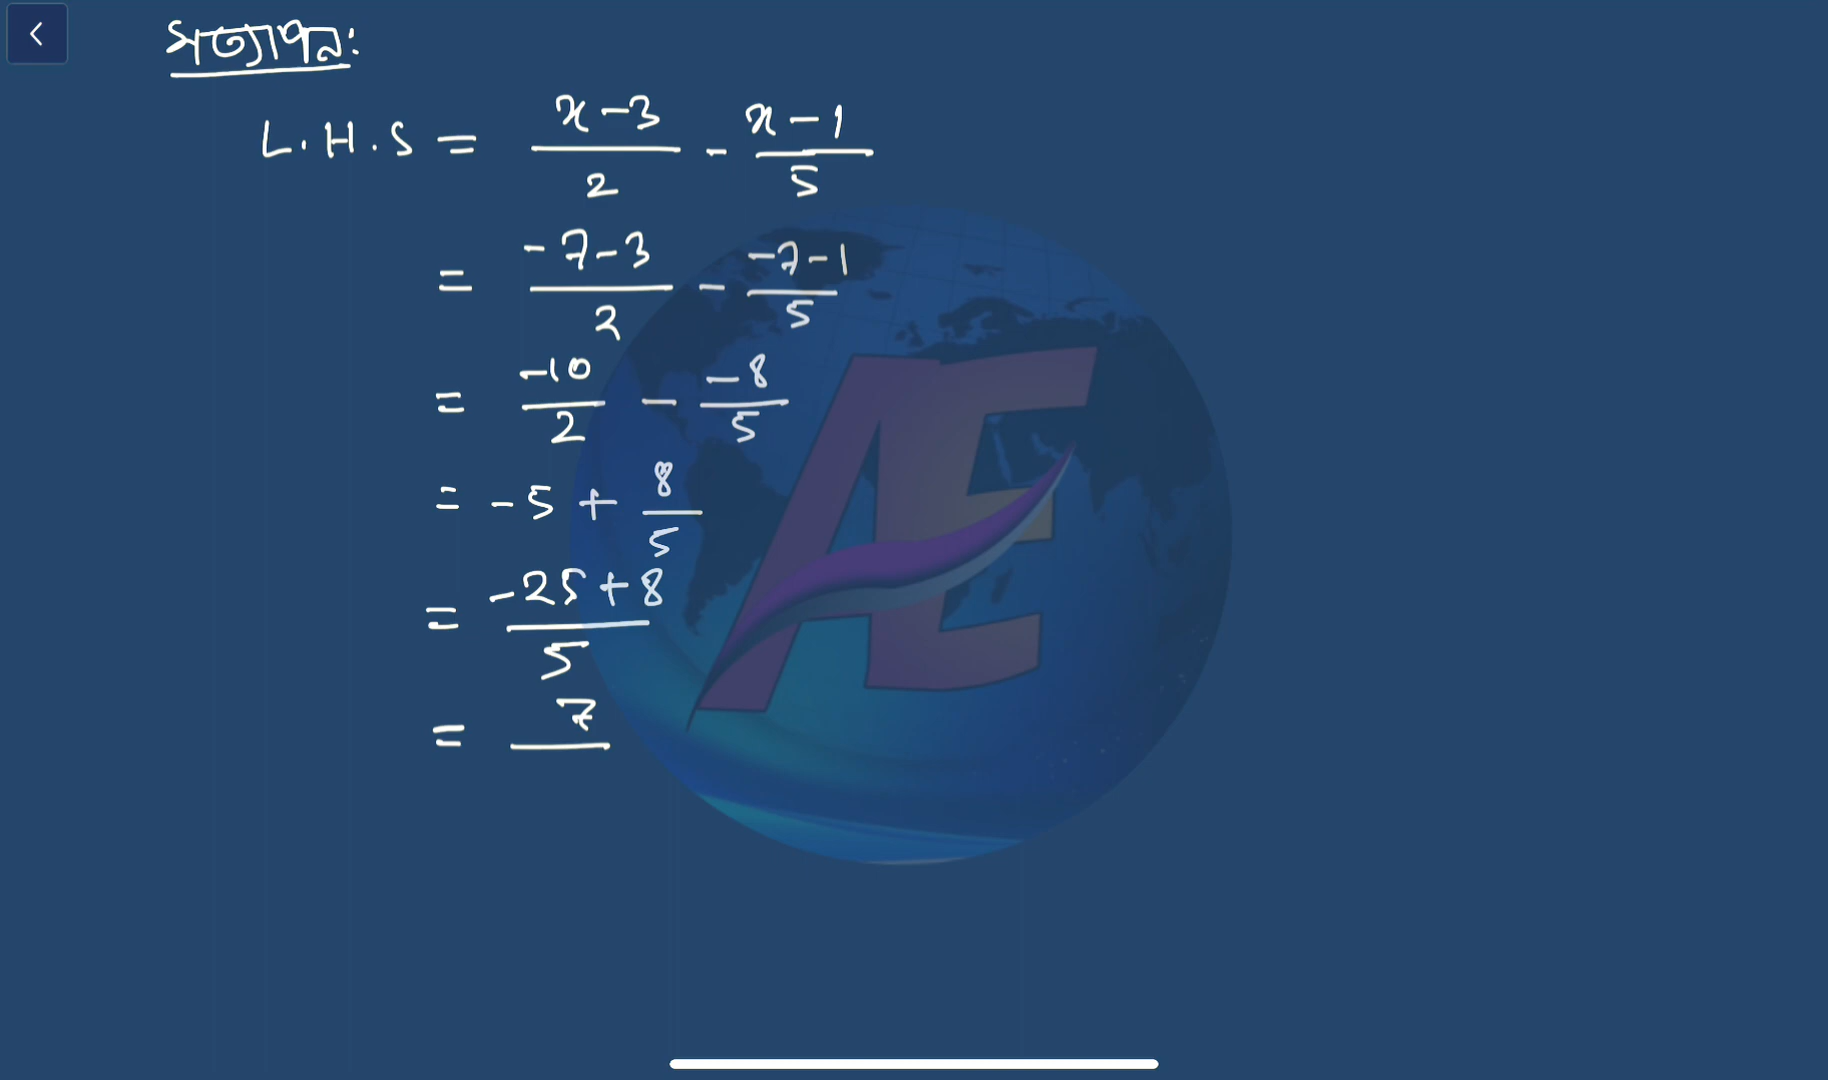 সত্যাপন:
L.H.S = (x-3)/2 - (x-1)/5
= (-7-3)/2 - (-7-1)/5
= -10/2 - -8/5
= -5 + 8/5
= (-25+8)/5
= 7/
AE